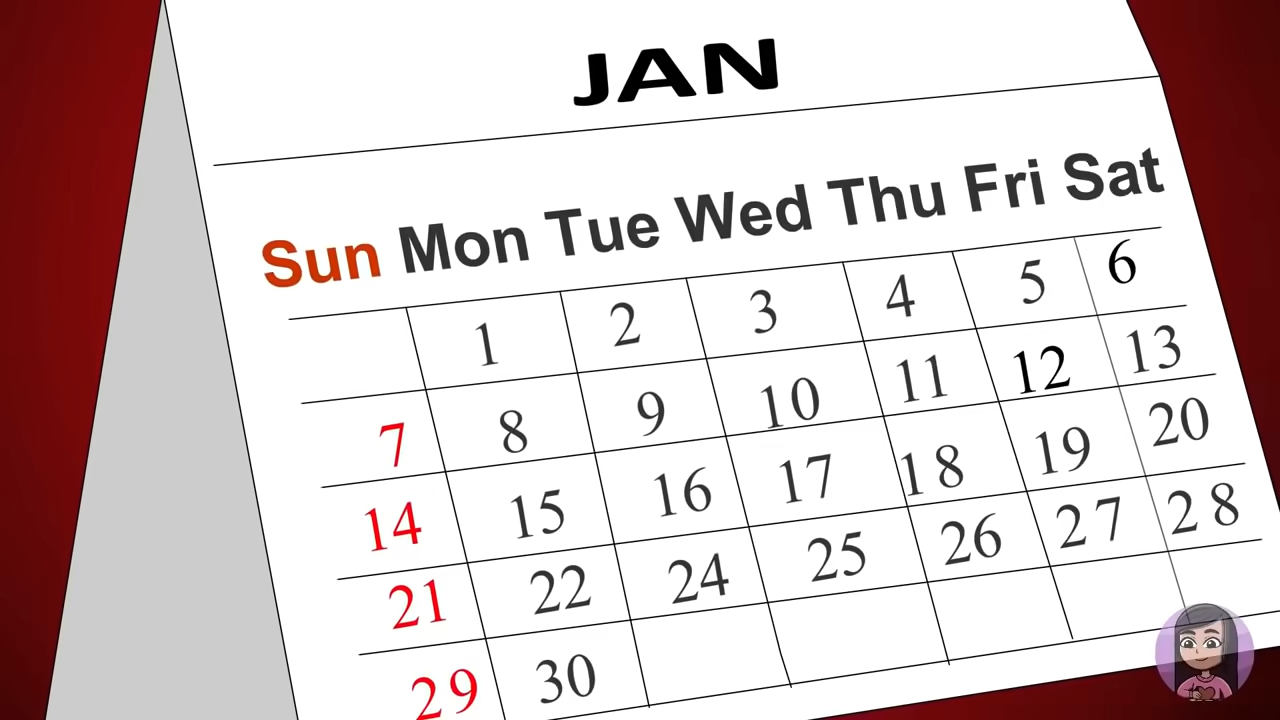 JAN
Sun Mon Tue Wed Thu Fri Sat
1 2 3 4 5 6
7 8 9 10 11 12 13
14 15 16 17 18 19 20
21 22 24 25 26 27 28
29 30